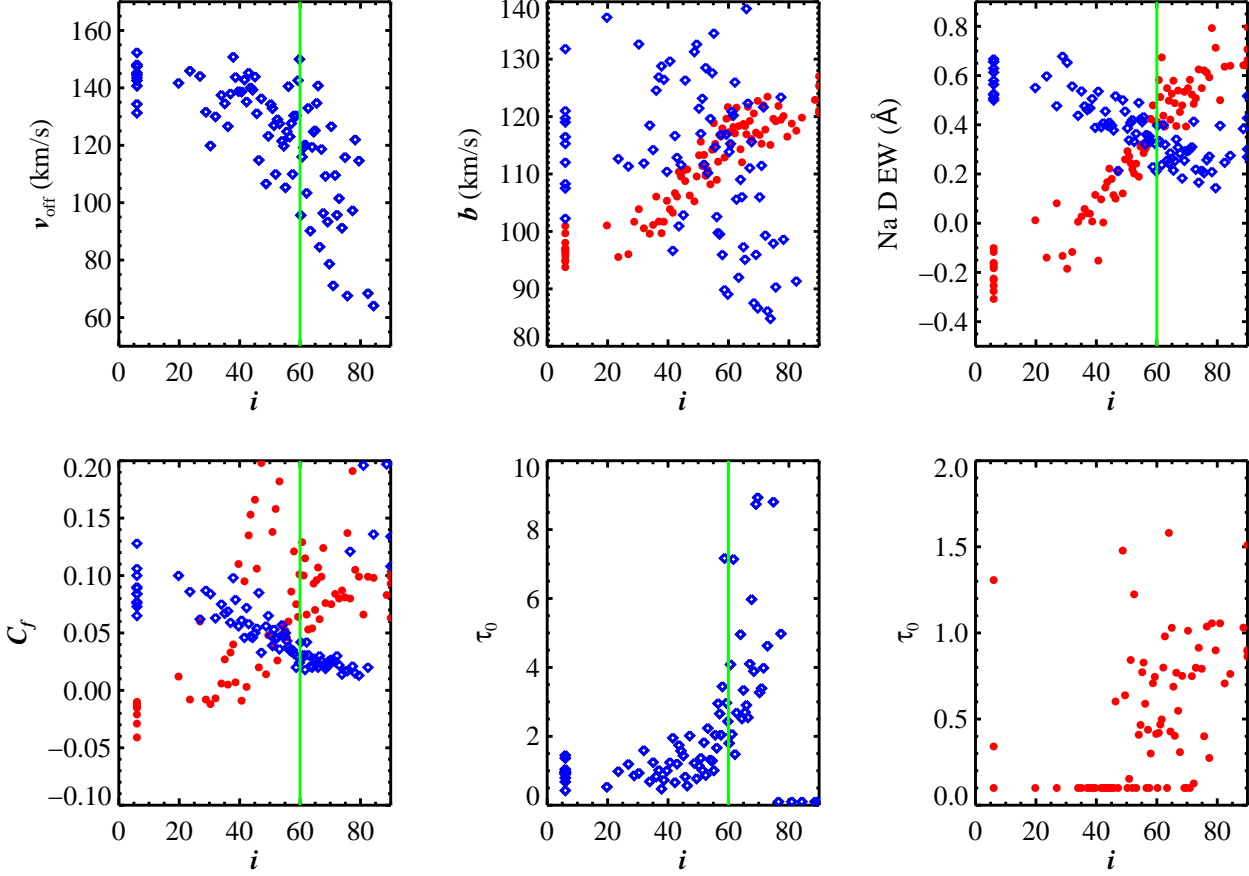 160
140
120
100
80
60
v_off (km/s)
0 20 40 60 80
i
140
130
120
110
100
90
80
b (km/s)
0 20 40 60 80
i
0.8
0.6
0.4
0.2
0.0
−0.2
−0.4
Na D EW (Å)
0 20 40 60 80
i
0.20
0.15
0.10
0.05
0.00
−0.05
−0.10
C_f
0 20 40 60 80
i
10
8
6
4
2
0
τ_0
0 20 40 60 80
i
2.0
1.5
1.0
0.5
0.0
τ_0
0 20 40 60 80
i